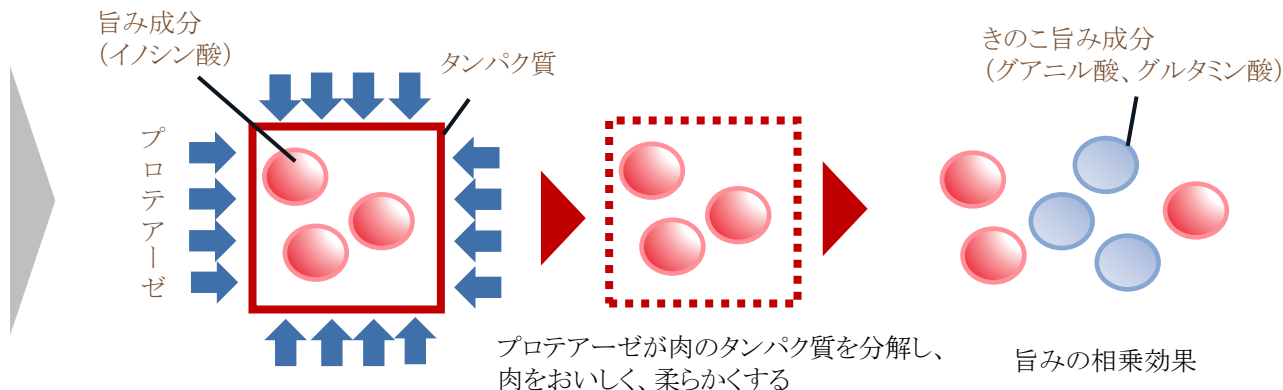 旨み成分
(イノシン酸)
タンパク質
プロテアーゼ
プロテアーゼが肉のタンパク質を分解し、
肉をおいしく、柔らかくする
きのこ旨み成分
(グアニル酸、グルタミン酸)
旨みの相乗効果